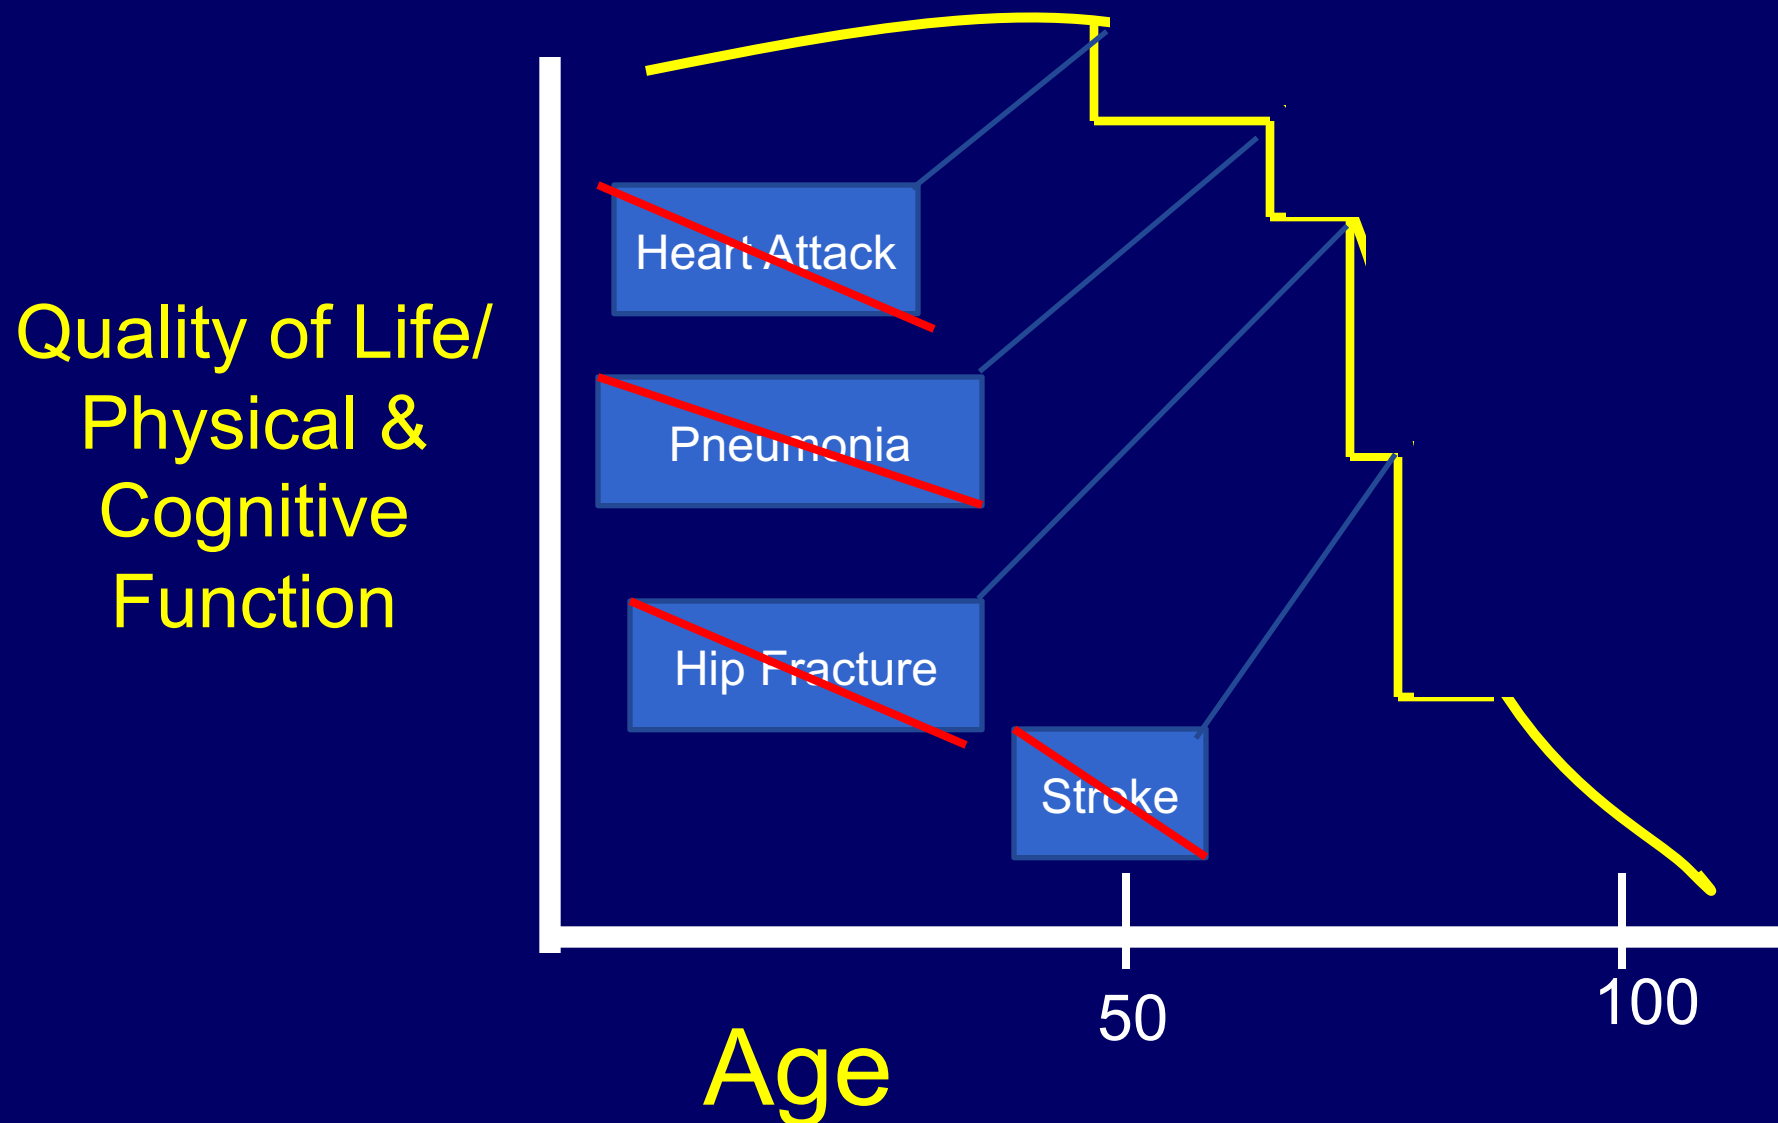 Quality of Life/
Physical &
Cognitive
Function
Heart Attack
Pneumonia
Hip Fracture
Stroke
50
100
Age